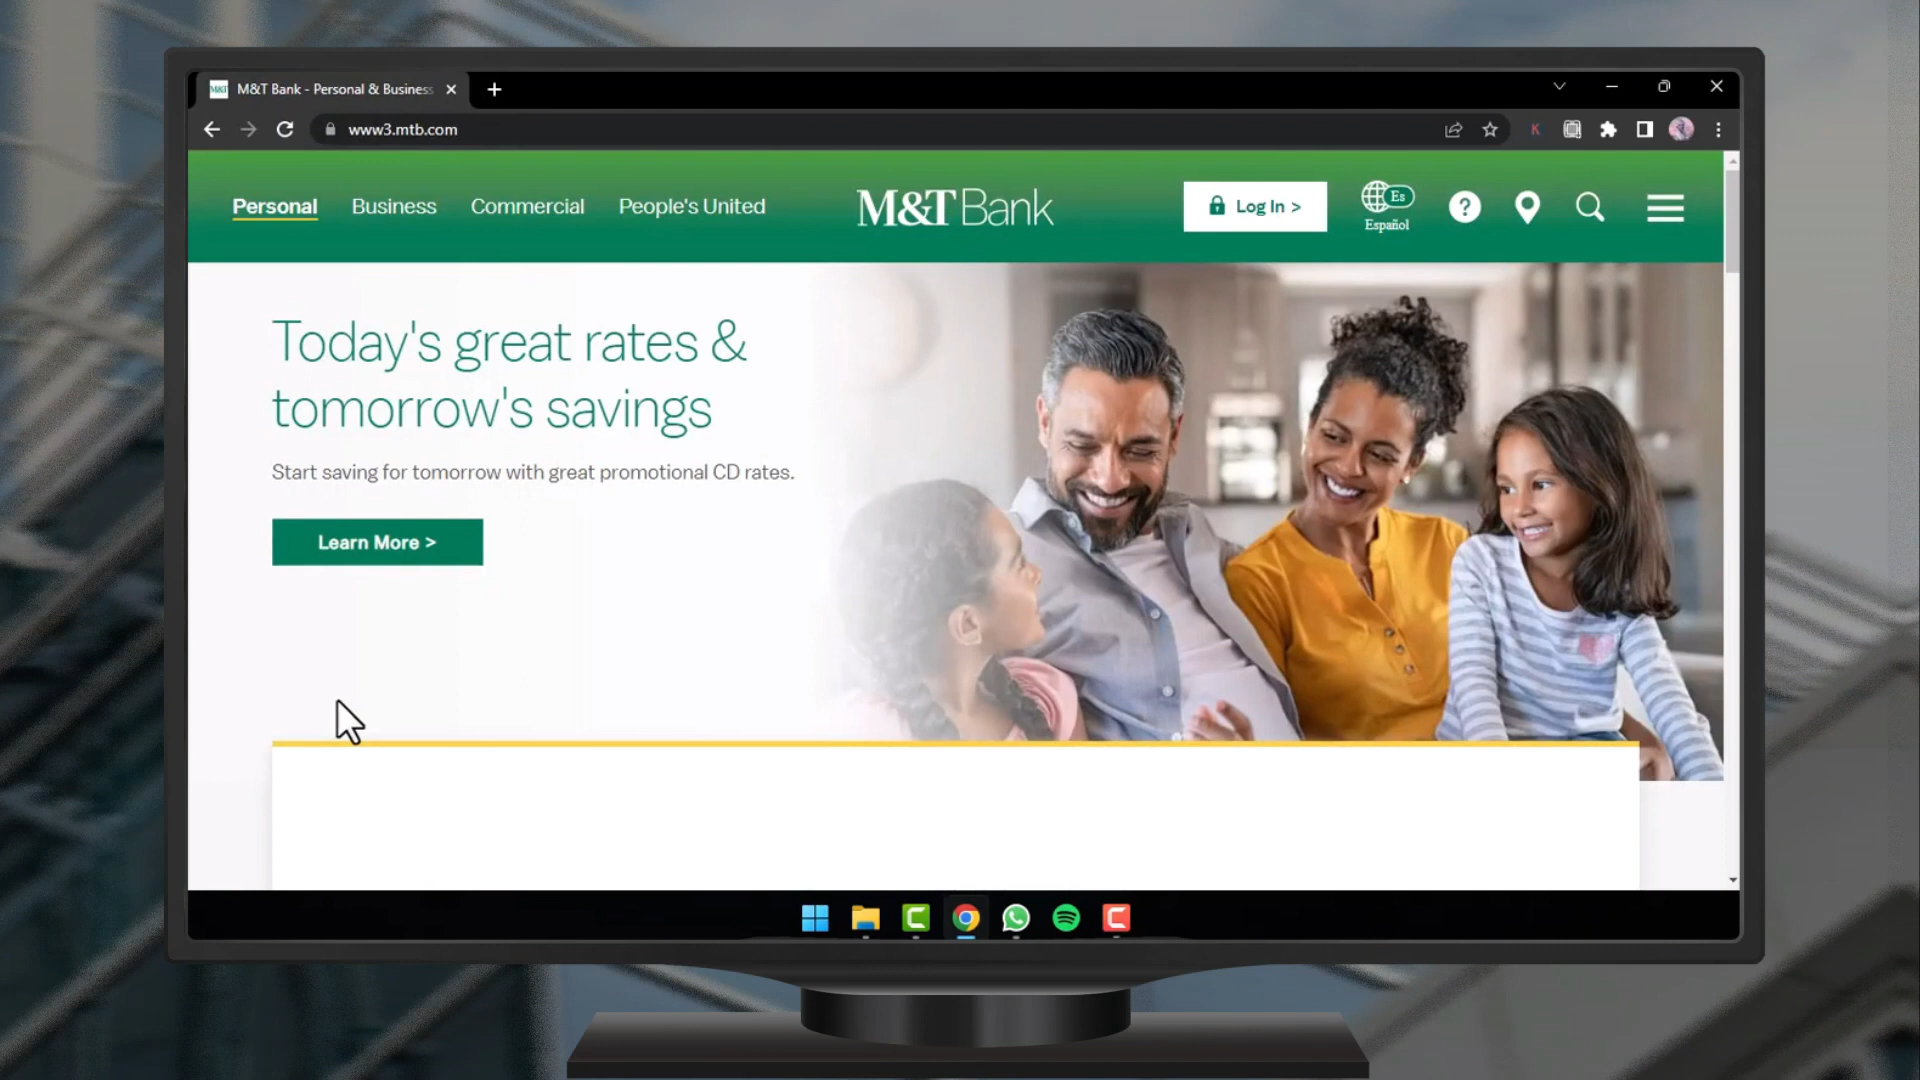 M&T Bank - Personal & Business
www3.mtb.com
Personal
Business
Commercial
People's United
M&T Bank
Log In >
Es
Español
?
Today's great rates &
tomorrow's savings
Start saving for tomorrow with great promotional CD rates.
Learn More >